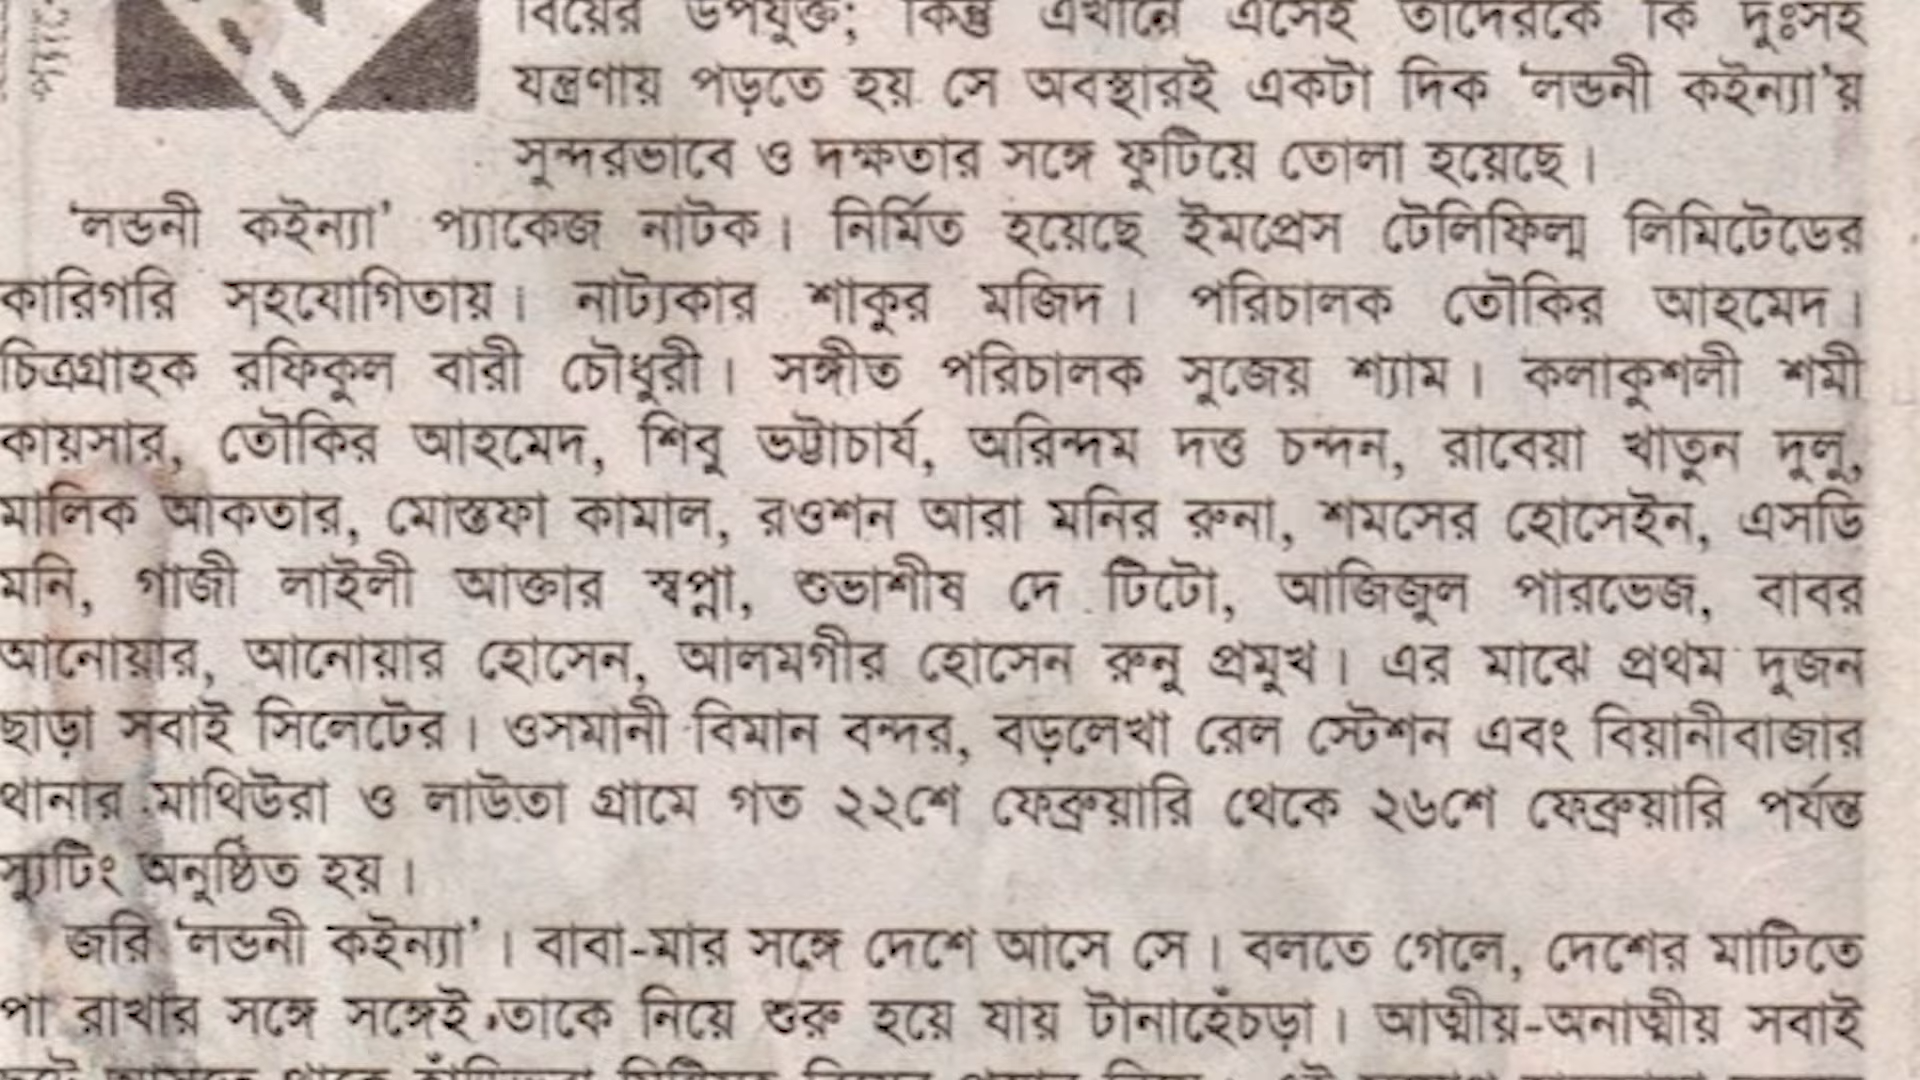 বিয়ের উপযুক্ত; কিন্তু এখানে এসেই তাদেরকে কি দুঃসহ
যন্ত্রণায় পড়তে হয় সে অবস্থারই একটা দিক 'লন্ডনী কইন্যা'য়
সুন্দরভাবে ও দক্ষতার সঙ্গে ফুটিয়ে তোলা হয়েছে।
'লন্ডনী কইন্যা' প্যাকেজ নাটক। নির্মিত হয়েছে ইমপ্রেস টেলিফিল্ম লিমিটেডের
কারিগরি সহযোগিতায়। নাট্যকার শাকুর মজিদ। পরিচালক তৌকির আহমেদ।
চিত্রগ্রাহক রফিকুল বারী চৌধুরী। সঙ্গীত পরিচালক সুজেয় শ্যাম। কলাকুশলী শমী
কায়সার, তৌকির আহমেদ, শিবু ভট্টাচার্য, অরিন্দম দত্ত চন্দন, রাবেয়া খাতুন দুলু,
মালিক আকতার, মোস্তফা কামাল, রওশন আরা মনির রুনা, শমসের হোসেইন, এসডি
মনি, গাজী লাইলী আক্তার স্বপ্না, শুভাশীষ দে টিটো, আজিজুল পারভেজ, বাবর
আনোয়ার, আনোয়ার হোসেন, আলমগীর হোসেন রুনু প্রমুখ। এর মাঝে প্রথম দুজন
ছাড়া সবাই সিলেটের। ওসমানী বিমান বন্দর, বড়লেখা রেল স্টেশন এবং বিয়ানীবাজার
থানার মাথিউরা ও লাউতা গ্রামে গত ২২শে ফেব্রুয়ারি থেকে ২৬শে ফেব্রুয়ারি পর্যন্ত
স্যুটিং অনুষ্ঠিত হয়।
জরি 'লন্ডনী কইন্যা'। বাবা-মার সঙ্গে দেশে আসে সে। বলতে গেলে, দেশের মাটিতে
পা রাখার সঙ্গে সঙ্গেই তাকে নিয়ে শুরু হয়ে যায় টানাহেঁচড়া। আত্মীয়-অনাত্মীয় সবাই